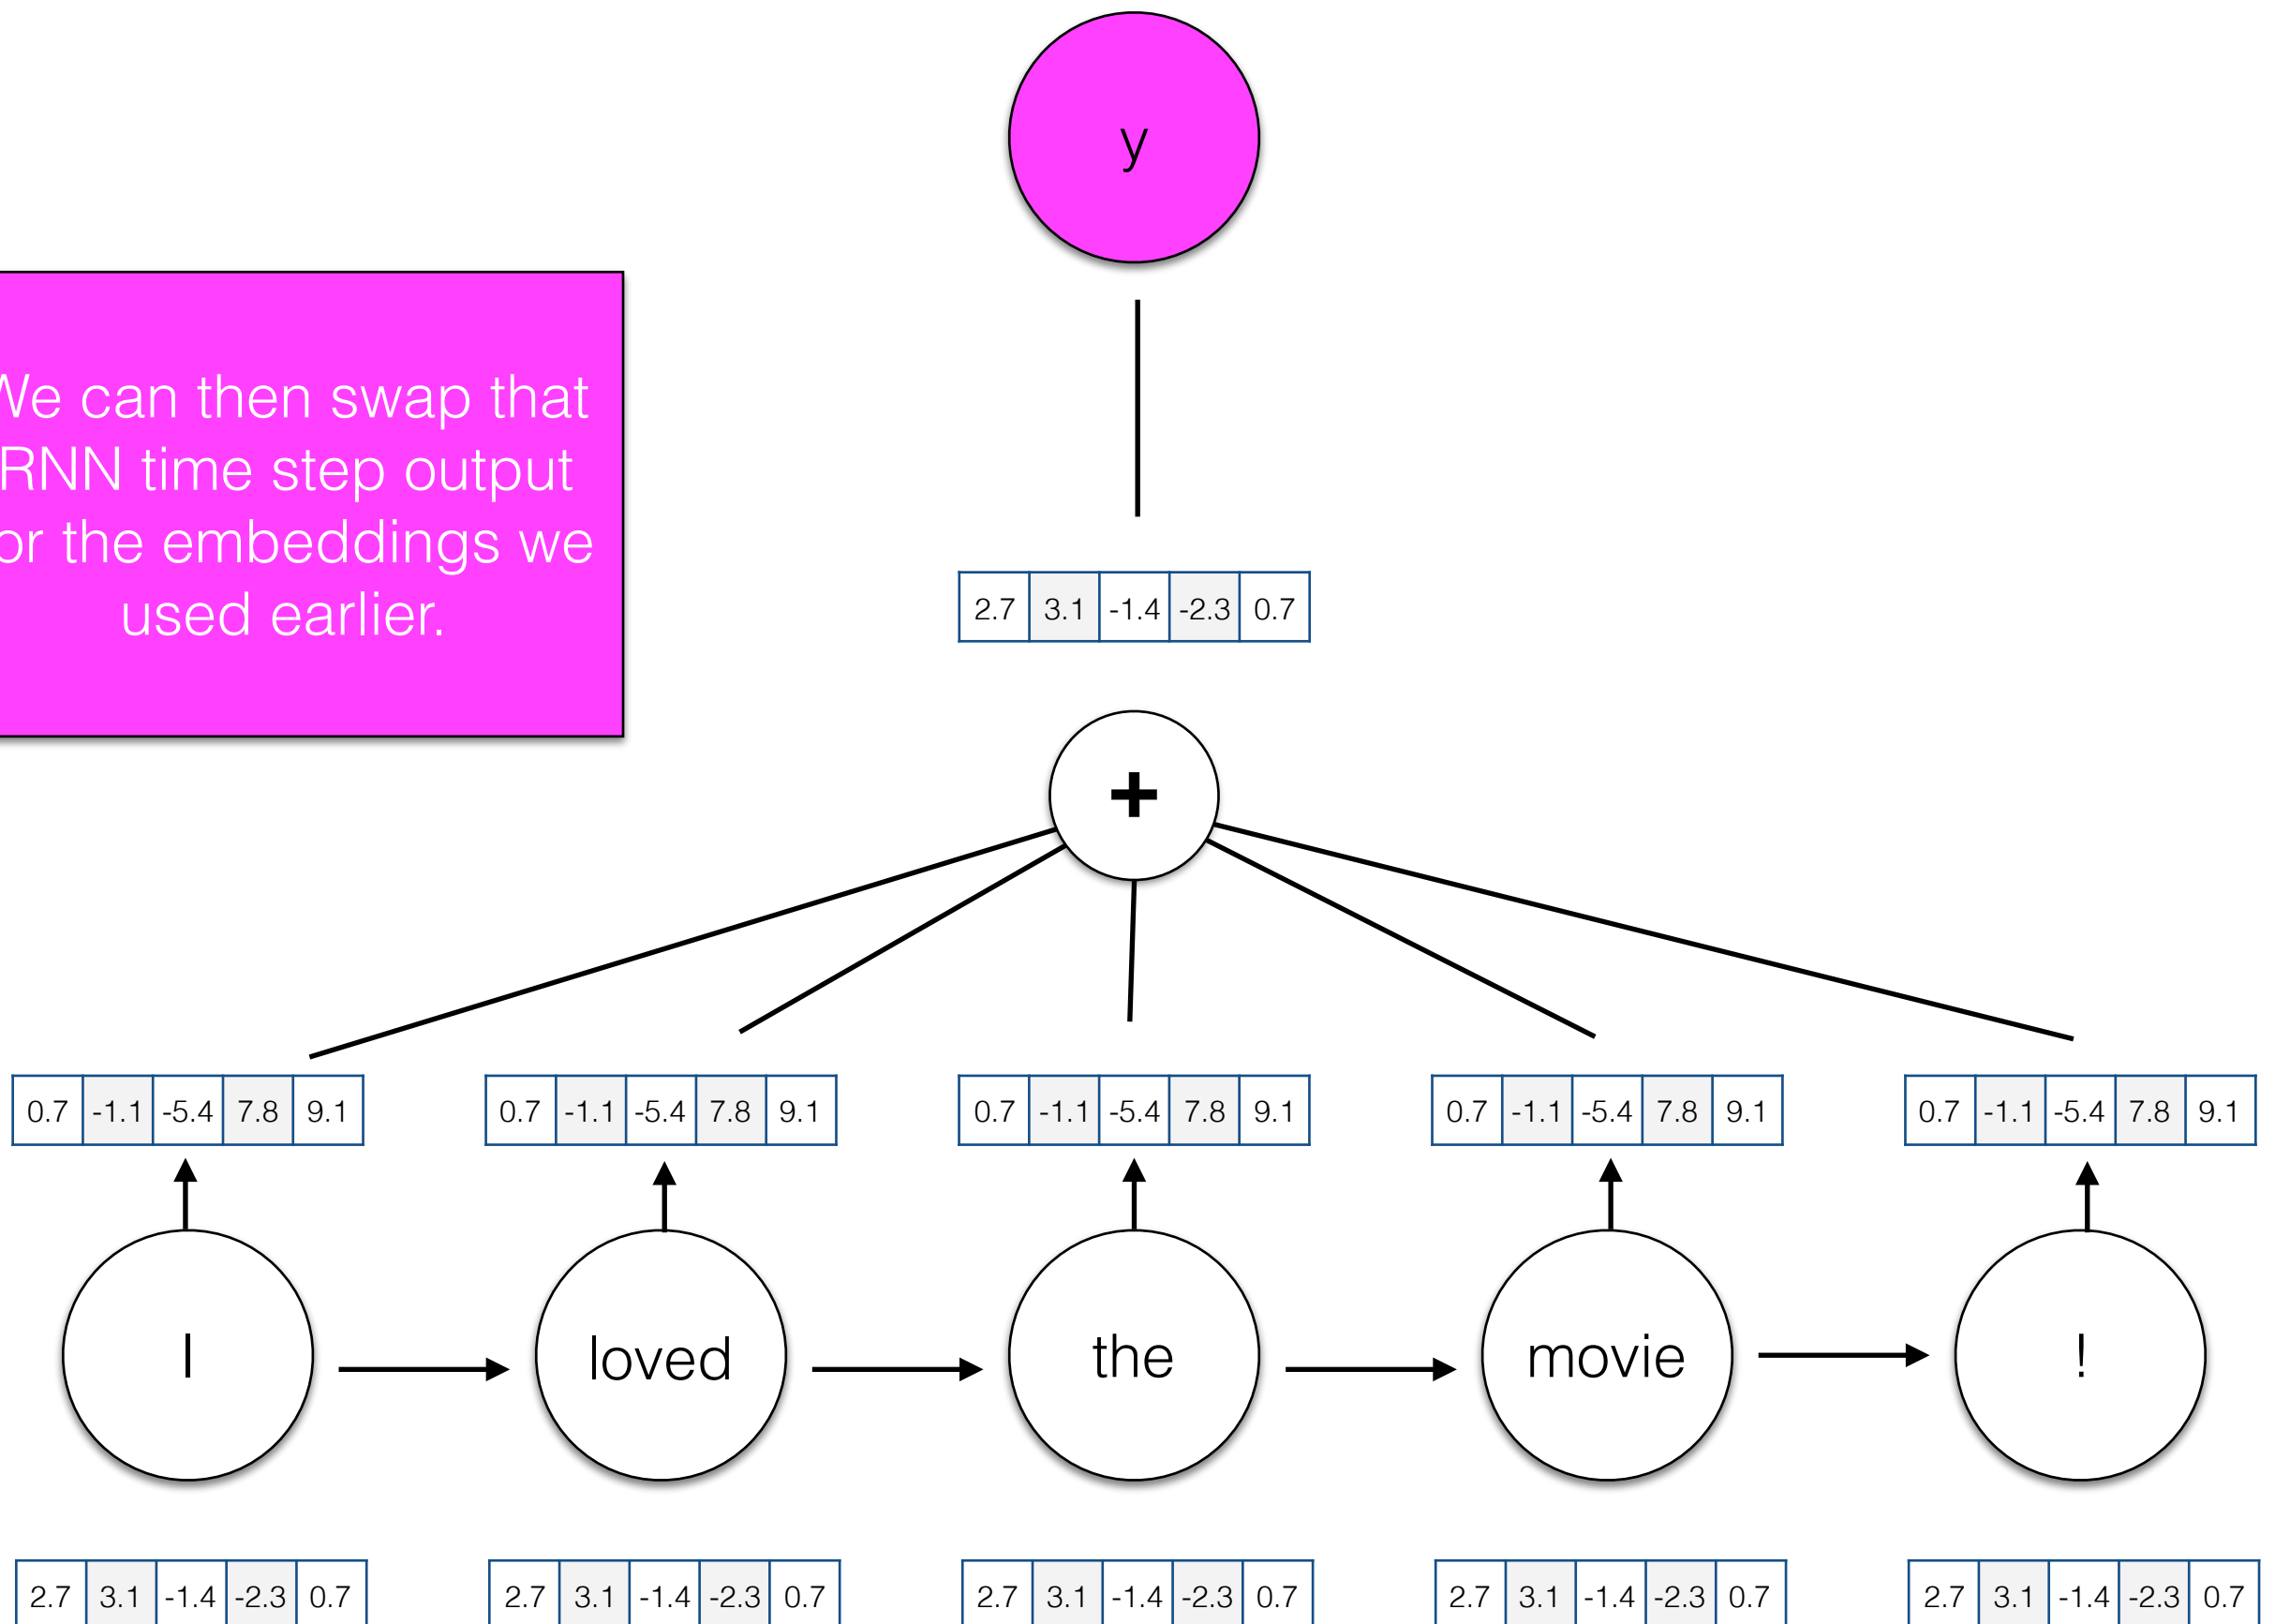 y
We can then swap that
RNN time step output
or the embeddings we
used earlier.
2.7 3.1 -1.4 -2.3 0.7
+
0.7 -1.1 -5.4 7.8 9.1 0.7 -1.1 -5.4 7.8 9.1 0.7 -1.1 -5.4 7.8 9.1 0.7 -1.1 -5.4 7.8 9.1 0.7 -1.1 -5.4 7.8 9.1
I loved the movie !
2.7 3.1 -1.4 -2.3 0.7 2.7 3.1 -1.4 -2.3 0.7 2.7 3.1 -1.4 -2.3 0.7 2.7 3.1 -1.4 -2.3 0.7 2.7 3.1 -1.4 -2.3 0.7